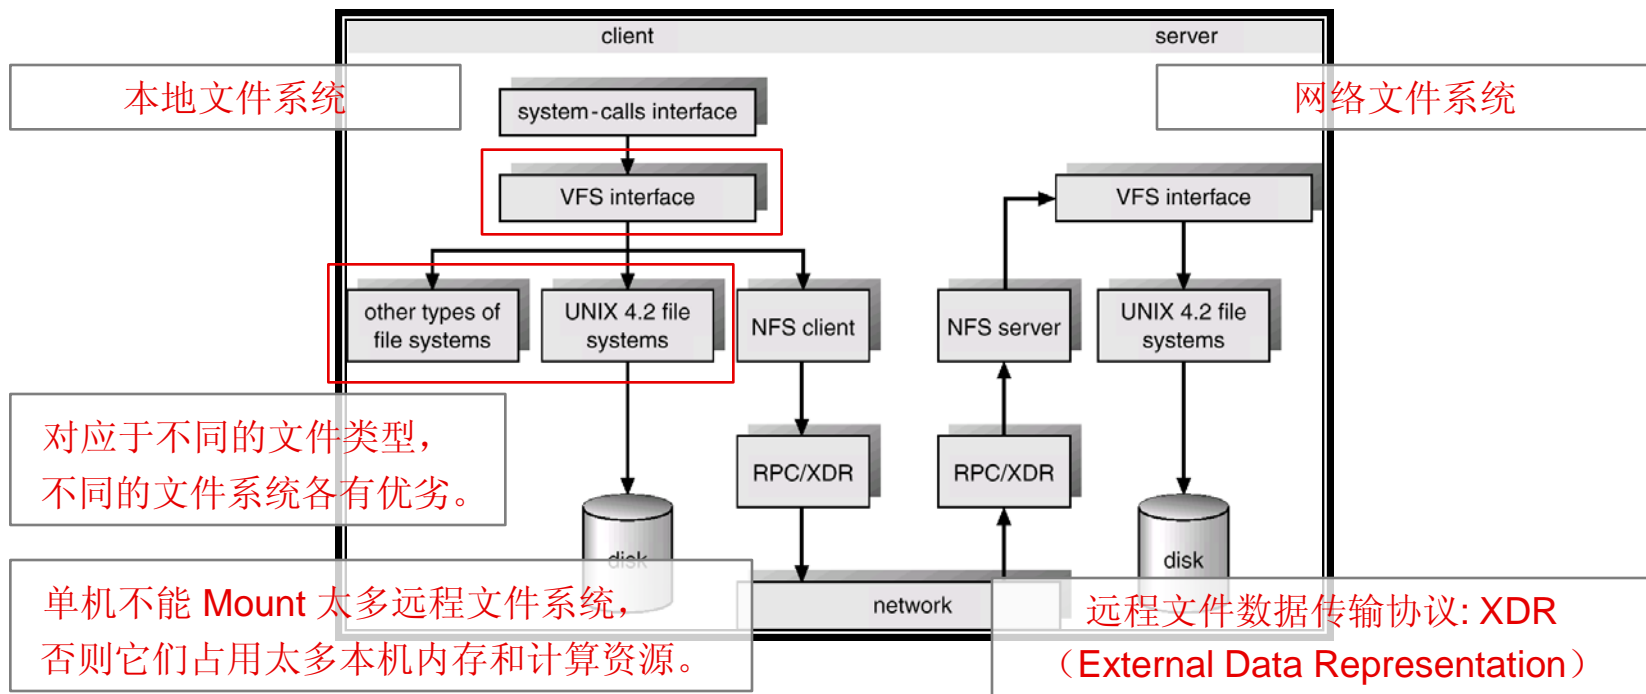 client
server
本地文件系统
网络文件系统
system-calls interface
VFS interface
VFS interface
other types of
file systems
UNIX 4.2 file
systems
NFS client
NFS server
UNIX 4.2 file
systems
对应于不同的文件类型，
不同的文件系统各有优劣。
RPC/XDR
RPC/XDR
disk
disk
单机不能 Mount 太多远程文件系统，
否则它们占用太多本机内存和计算资源。
network
远程文件数据传输协议: XDR
（External Data Representation）